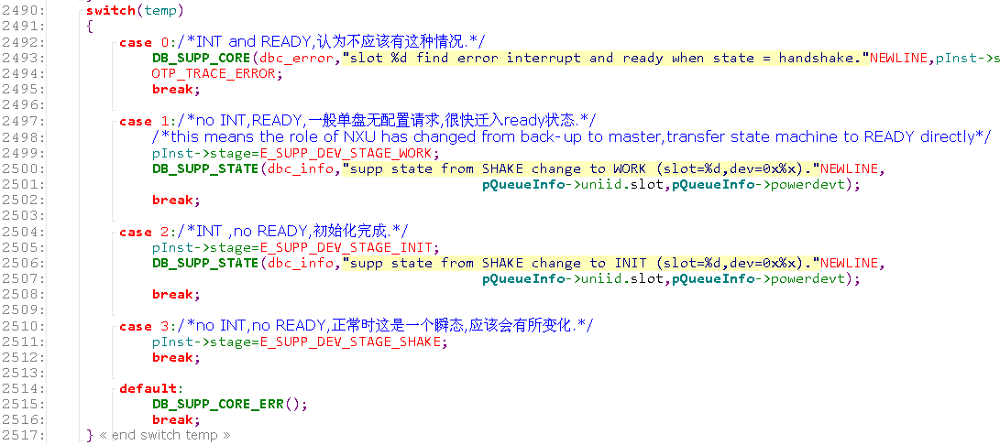 2490: switch(temp)
2491: {
2492: case 0:/*INT and READY,认为不应该有这种情况.*/
2493: DB_SUPP_CORE(dbc_error,"slot %d find error interrupt and ready when state = handshake."NEWLINE,pInst->s
2494: OTP_TRACE_ERROR;
2495: break;
2496:
2497: case 1:/*no INT,READY,一般单盘无配置请求,很快迁入ready状态.*/
2498: /*this means the role of NXU has changed from back-up to master,transfer state machine to READY directly*/
2499: pInst->stage=E_SUPP_DEV_STAGE_WORK;
2500: DB_SUPP_STATE(dbc_info,"supp state from SHAKE change to WORK (slot=%d,dev=0x%x)."NEWLINE,
2501: pQueueInfo->uniid.slot,pQueueInfo->powerdevt);
2502: break;
2503:
2504: case 2:/*INT ,no READY,初始化完成.*/
2505: pInst->stage=E_SUPP_DEV_STAGE_INIT;
2506: DB_SUPP_STATE(dbc_info,"supp state from SHAKE change to INIT (slot=%d,dev=0x%x)."NEWLINE,
2507: pQueueInfo->uniid.slot,pQueueInfo->powerdevt);
2508: break;
2509:
2510: case 3:/*no INT,no READY,正常时这是一个瞬态,应该会有所变化.*/
2511: pInst->stage=E_SUPP_DEV_STAGE_SHAKE;
2512: break;
2513:
2514: default:
2515: DB_SUPP_CORE_ERR();
2516: break;
2517: } « end switch temp »